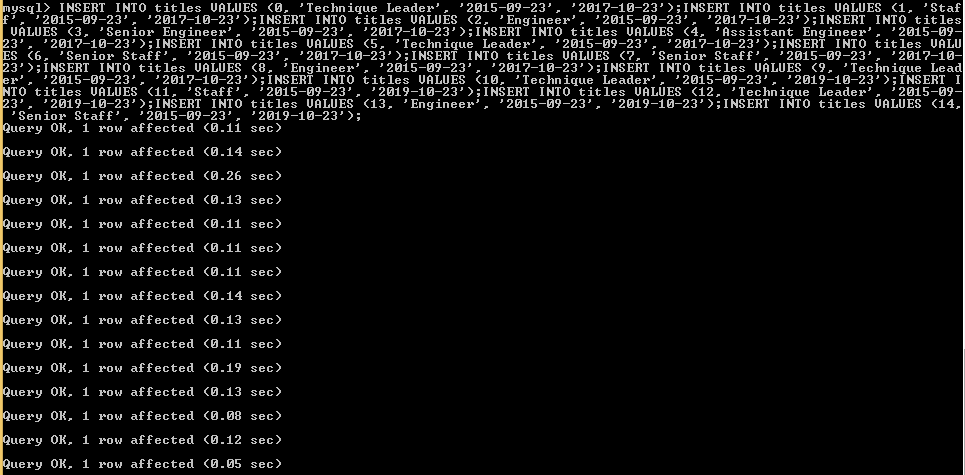 mysql> INSERT INTO titles VALUES (0, 'Technique Leader', '2015-09-23', '2017-10-23');INSERT INTO titles VALUES (1, 'Staf
f', '2015-09-23', '2017-10-23');INSERT INTO titles VALUES (2, 'Engineer', '2015-09-23', '2017-10-23');INSERT INTO titles
 VALUES (3, 'Senior Engineer', '2015-09-23', '2017-10-23');INSERT INTO titles VALUES (4, 'Assistant Engineer', '2015-09-
23', '2017-10-23');INSERT INTO titles VALUES (5, 'Technique Leader', '2015-09-23', '2017-10-23');INSERT INTO titles VALU
ES (6, 'Senior Staff', '2015-09-23', '2017-10-23');INSERT INTO titles VALUES (7, 'Senior Staff', '2015-09-23', '2017-10-
23');INSERT INTO titles VALUES (8, 'Engineer', '2015-09-23', '2017-10-23');INSERT INTO titles VALUES (9, 'Technique Lead
er', '2015-09-23', '2017-10-23');INSERT INTO titles VALUES (10, 'Technique Leader', '2015-09-23', '2019-10-23');INSERT I
NTO titles VALUES (11, 'Staff', '2015-09-23', '2019-10-23');INSERT INTO titles VALUES (12, 'Technique Leader', '2015-09-
23', '2019-10-23');INSERT INTO titles VALUES (13, 'Engineer', '2015-09-23', '2019-10-23');INSERT INTO titles VALUES (14,
 'Senior Staff', '2015-09-23', '2019-10-23');
Query OK, 1 row affected (0.11 sec)
Query OK, 1 row affected (0.14 sec)
Query OK, 1 row affected (0.26 sec)
Query OK, 1 row affected (0.13 sec)
Query OK, 1 row affected (0.11 sec)
Query OK, 1 row affected (0.11 sec)
Query OK, 1 row affected (0.11 sec)
Query OK, 1 row affected (0.14 sec)
Query OK, 1 row affected (0.13 sec)
Query OK, 1 row affected (0.11 sec)
Query OK, 1 row affected (0.19 sec)
Query OK, 1 row affected (0.13 sec)
Query OK, 1 row affected (0.08 sec)
Query OK, 1 row affected (0.12 sec)
Query OK, 1 row affected (0.05 sec)